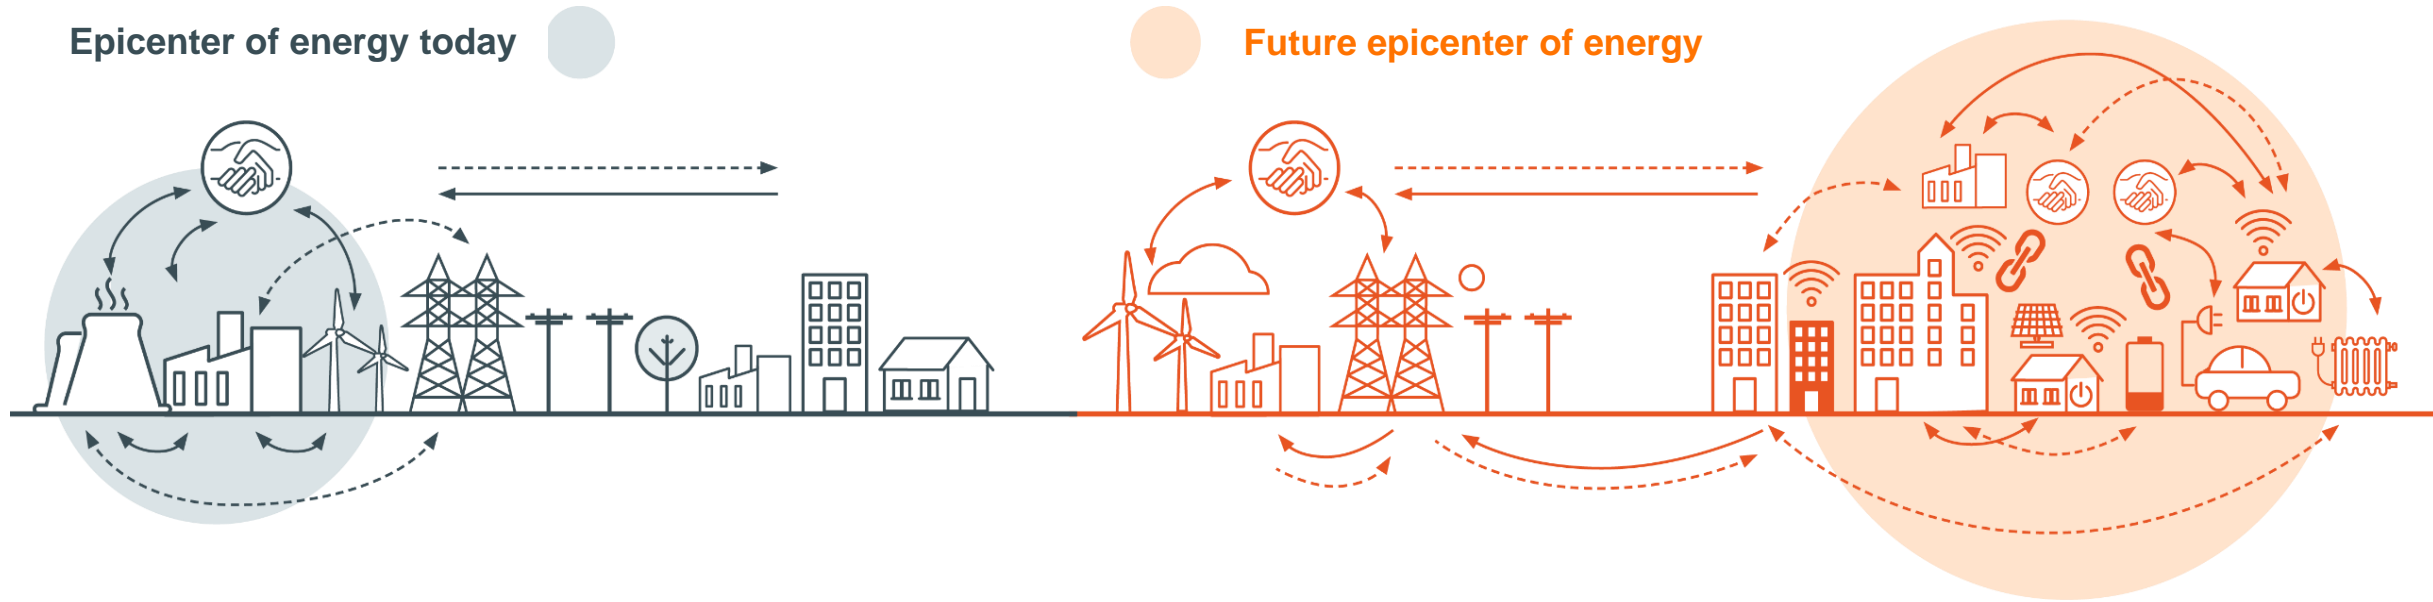 Epicenter of energy today
Future epicenter of energy